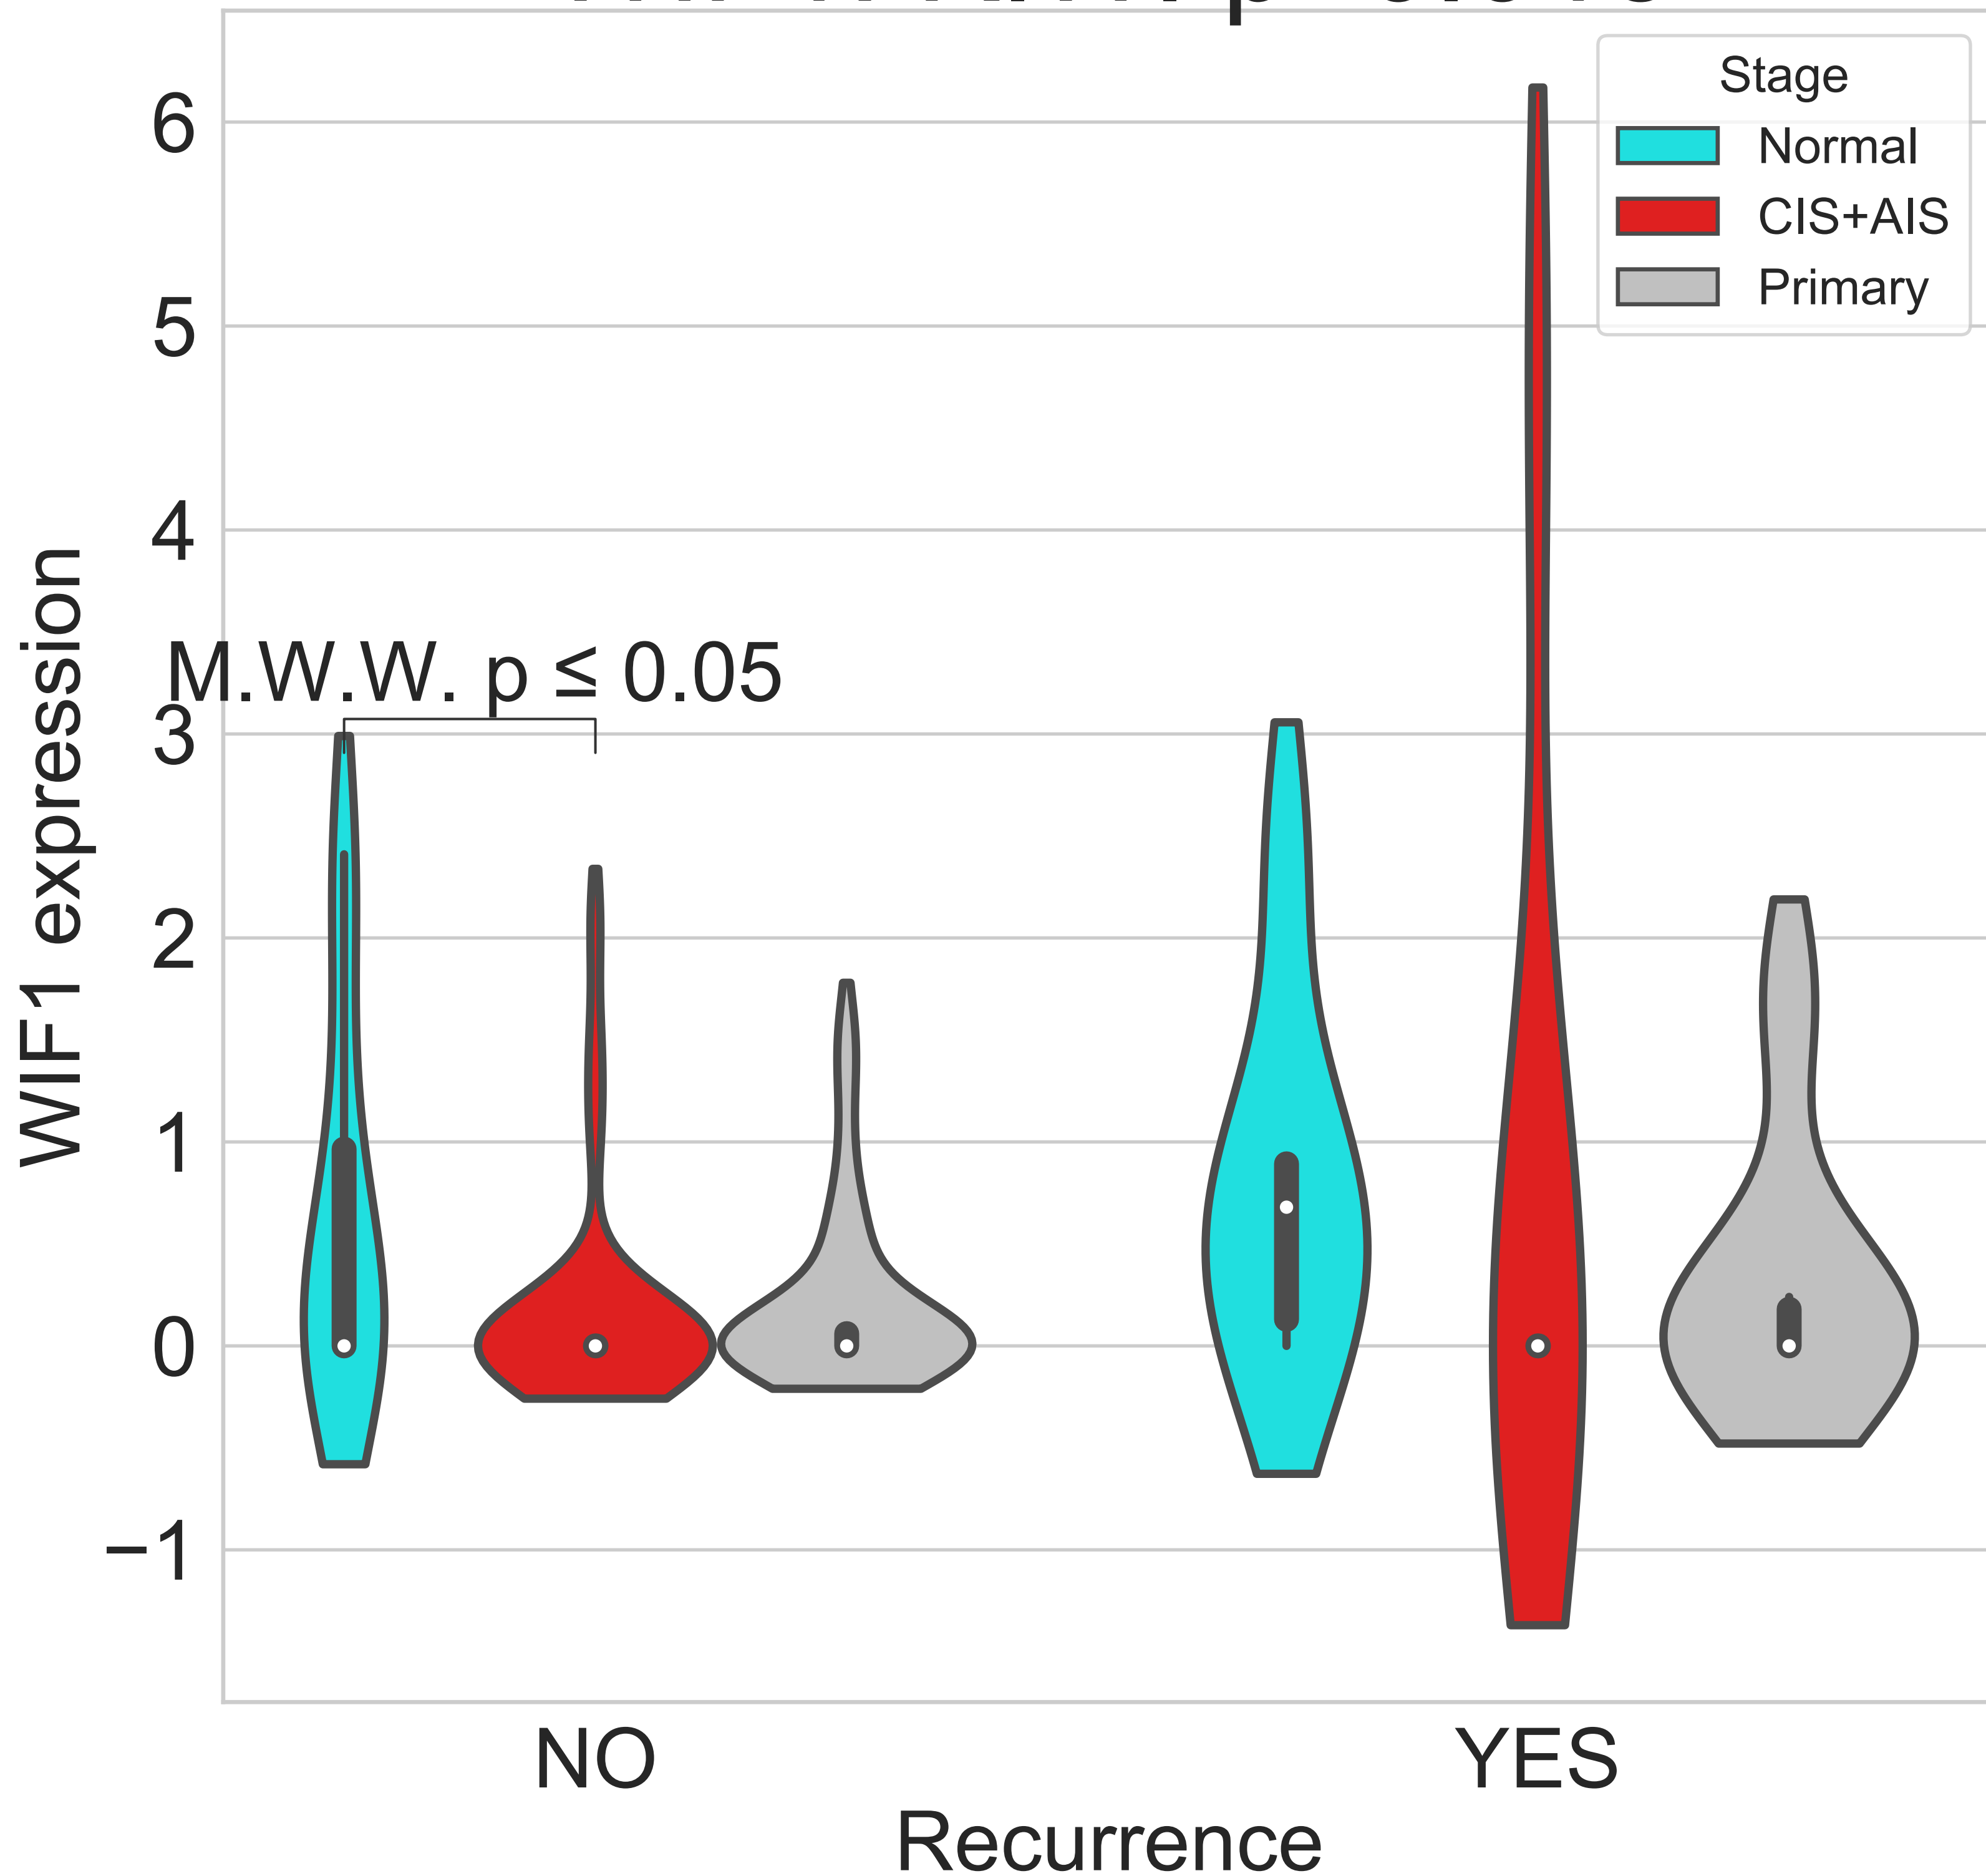 Stage
Normal
CIS+AIS
Primary
6
5
4
3
2
1
0
−1
WIF1 expression
M.W.W. p ≤ 0.05
NO
YES
Recurrence